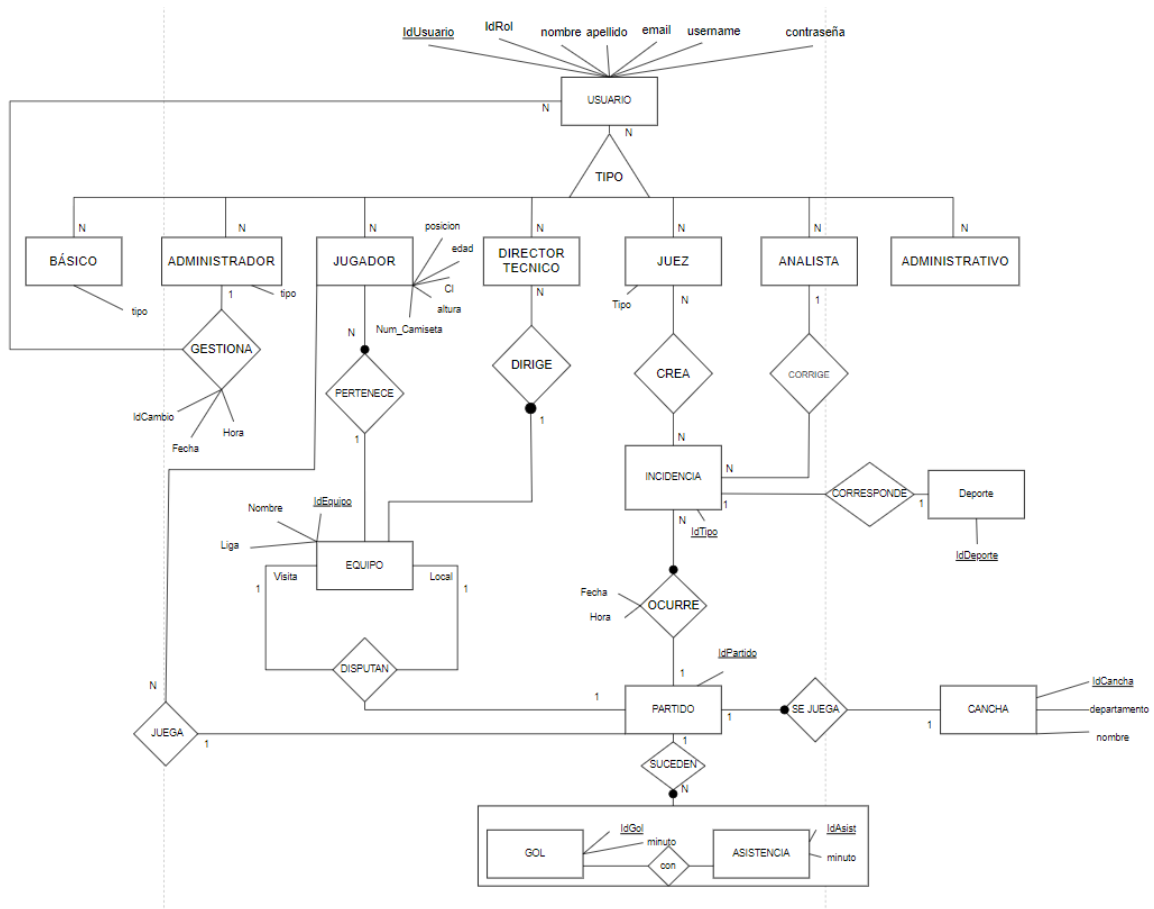 IdUsuario
IdRol
nombre apellido
email
username
contraseña
USUARIO
N
N
TIPO
N
N
N
N
N
N
N
BÁSICO
ADMINISTRADOR
JUGADOR
DIRECTOR
TECNICO
JUEZ
ANALISTA
ADMINISTRATIVO
posicion
edad
CI
altura
Num_Camiseta
tipo
tipo
Tipo
1
N
N
1
GESTIONA
N
PERTENECE
DIRIGE
CREA
CORRIGE
IdCambio
Fecha
Hora
1
1
N
N
INCIDENCIA
1
CORRESPONDE
1
Deporte
IdTipo
IdDeporte
N
Nombre
IdEquipo
Liga
EQUIPO
Visita
Local
1
1
Fecha
Hora
OCURRE
1
DISPUTAN
IdPartido
N
1
PARTIDO
1
SE JUEGA
1
CANCHA
IdCancha
departamento
nombre
JUEGA
1
1
SUCEDEN
N
GOL
IdGol
minuto
con
ASISTENCIA
IdAsist
minuto